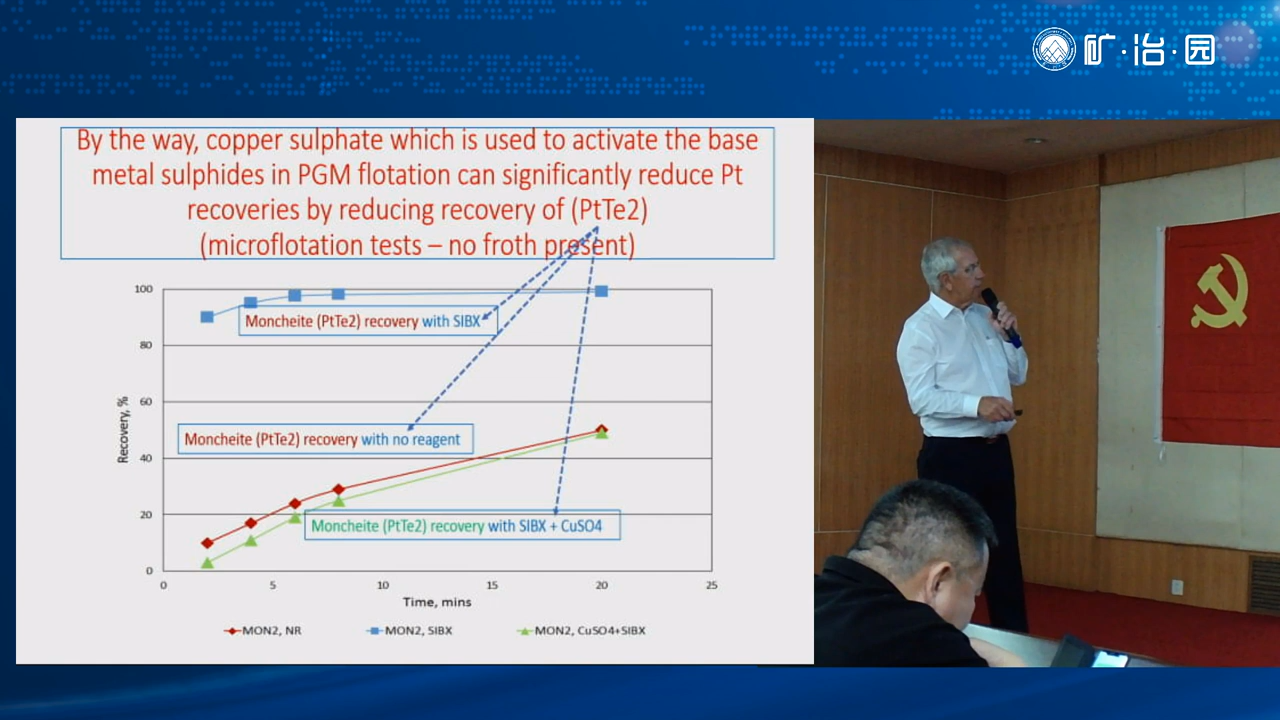 矿·冶·园
By the way, copper sulphate which is used to activate the base
metal sulphides in PGM flotation can significantly reduce Pt
recoveries by reducing recovery of (PtTe2)
(microflotation tests – no froth present)
100
80
60
40
20
0
Recovery, %
Moncheite (PtTe2) recovery with SIBX
Moncheite (PtTe2) recovery with no reagent
Moncheite (PtTe2) recovery with SIBX + CuSO4
0 5 10 15 20 25
Time, mins
MON2, NR MON2, SIBX MON2, CuSO4+SIBX